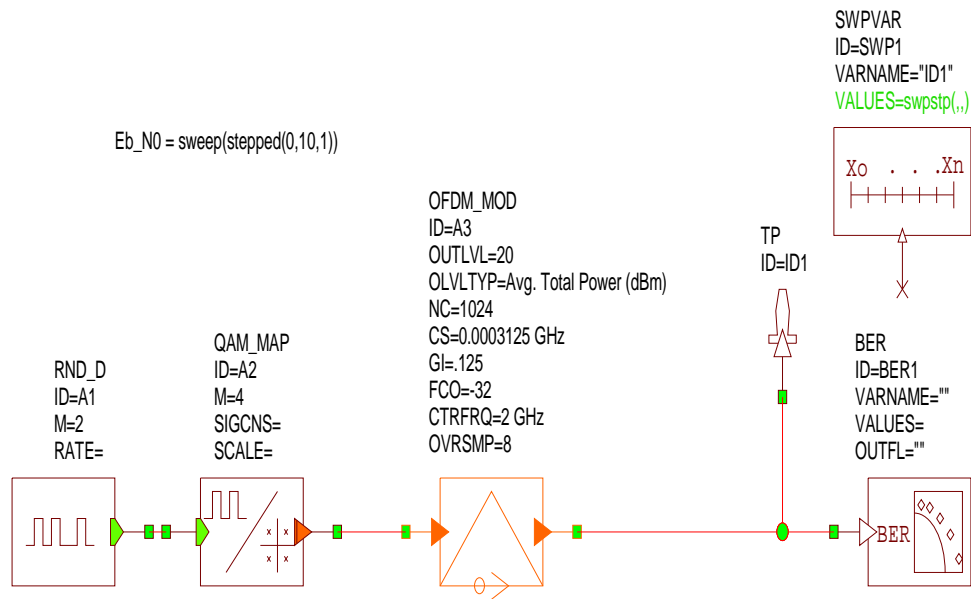 SWPVAR
ID=SWP1
VARNAME="ID1"
VALUES=swpstp(,,)
Xo . . .Xn
Eb_N0 = sweep(stepped(0,10,1))
OFDM_MOD
ID=A3
OUTLVL=20
OLVLTYP=Avg. Total Power (dBm)
NC=1024
CS=0.0003125 GHz
GI=.125
FCO=-32
CTRFRQ=2 GHz
OVRSMP=8
TP
ID=ID1
QAM_MAP
ID=A2
M=4
SIGCNS=
SCALE=
RND_D
ID=A1
M=2
RATE=
BER
ID=BER1
VARNAME=""
VALUES=
OUTFL=""
BER